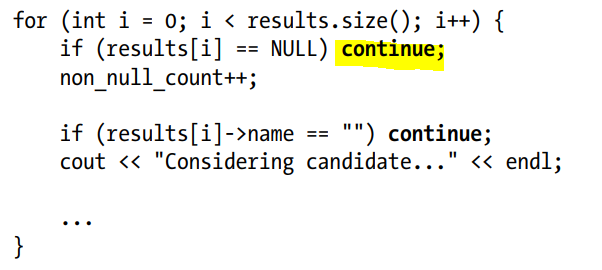 for (int i = 0; i < results.size(); i++) {
if (results[i] == NULL) continue;
non_null_count++;
if (results[i]->name == "") continue;
cout << "Considering candidate..." << endl;
...
}